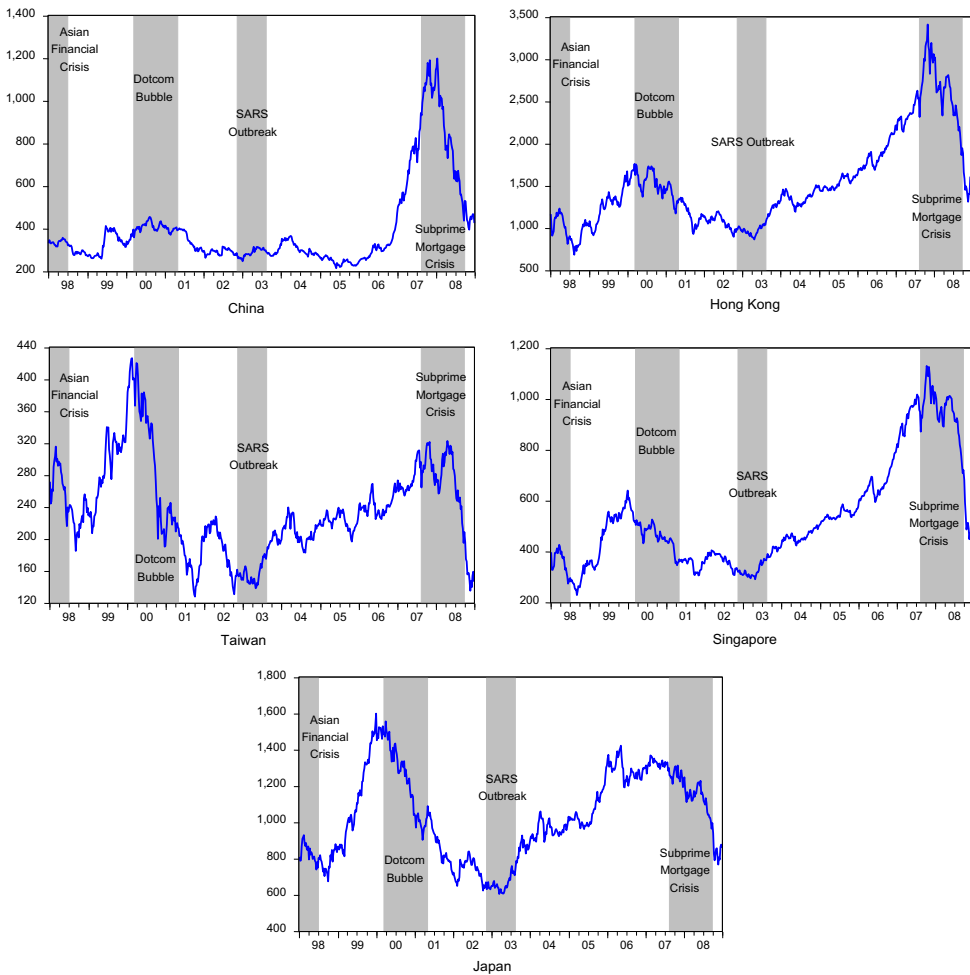 1,400
1,200
1,000
800
600
400
200
Asian
Financial
Crisis
Dotcom
Bubble
SARS
Outbreak
Subprime
Mortgage
Crisis
98 99 00 01 02 03 04 05 06 07 08
China
3,500
3,000
2,500
2,000
1,500
1,000
500
Asian
Financial
Crisis
Dotcom
Bubble
SARS Outbreak
Subprime
Mortgage
Crisis
98 99 00 01 02 03 04 05 06 07 08
Hong Kong
440
400
360
320
280
240
200
160
120
Asian
Financial
Crisis
Dotcom
Bubble
SARS
Outbreak
Subprime
Mortgage
Crisis
98 99 00 01 02 03 04 05 06 07 08
Taiwan
1,200
1,000
800
600
400
200
Asian
Financial
Crisis
Dotcom
Bubble
SARS
Outbreak
Subprime
Mortgage
Crisis
98 99 00 01 02 03 04 05 06 07 08
Singapore
1,800
1,600
1,400
1,200
1,000
800
600
400
Asian
Financial
Crisis
Dotcom
Bubble
SARS
Outbreak
Subprime
Mortgage
Crisis
98 99 00 01 02 03 04 05 06 07 08
Japan